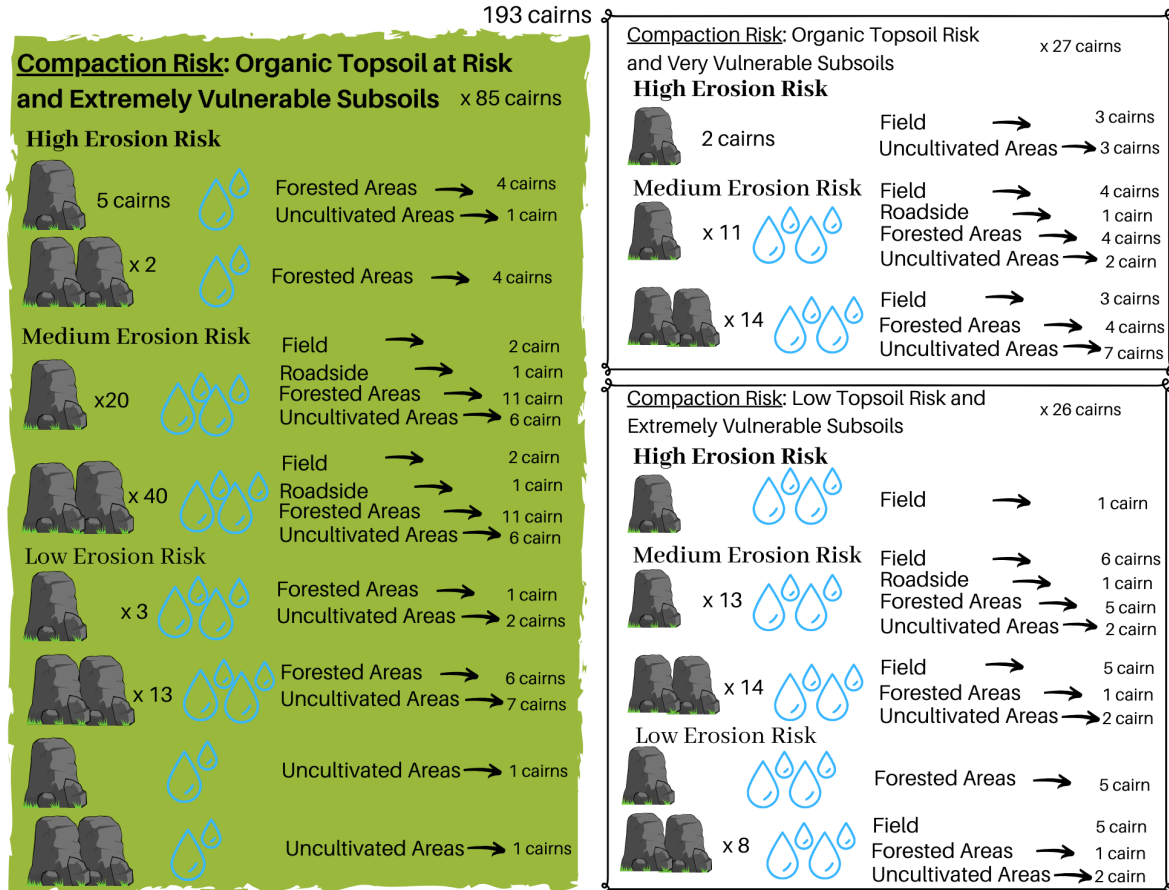 193 cairns
Compaction Risk: Organic Topsoil at Risk
and Extremely Vulnerable Subsoils x 85 cairns
High Erosion Risk
5 cairns
Forested Areas 4 cairns
Uncultivated Areas 1 cairn
x 2
Forested Areas 4 cairns
Medium Erosion Risk
x20
Field 2 cairn
Roadside 1 cairn
Forested Areas 11 cairn
Uncultivated Areas 6 cairn
x 40
Field 2 cairn
Roadside 1 cairn
Forested Areas 11 cairn
Uncultivated Areas 6 cairn
Low Erosion Risk
x 3
Forested Areas 1 cairn
Uncultivated Areas 2 cairns
x 13
Forested Areas 6 cairns
Uncultivated Areas 7 cairns
Uncultivated Areas 1 cairns
Uncultivated Areas 1 cairns
Compaction Risk: Organic Topsoil Risk
and Very Vulnerable Subsoils
x 27 cairns
High Erosion Risk
2 cairns
Field 3 cairns
Uncultivated Areas 3 cairns
Medium Erosion Risk
x 11
Field 4 cairns
Roadside 1 cairn
Forested Areas 4 cairns
Uncultivated Areas 2 cairn
x 14
Field 3 cairns
Forested Areas 4 cairns
Uncultivated Areas 7 cairns
Compaction Risk: Low Topsoil Risk and
Extremely Vulnerable Subsoils
x 26 cairns
High Erosion Risk
Field 1 cairn
Medium Erosion Risk
x 13
Field 6 cairns
Roadside 1 cairn
Forested Areas 5 cairn
Uncultivated Areas 2 cairn
x 14
Field 5 cairn
Forested Areas 1 cairn
Uncultivated Areas 2 cairn
Low Erosion Risk
Forested Areas 5 cairn
x 8
Field 5 cairn
Forested Areas 1 cairn
Uncultivated Areas 2 cairn